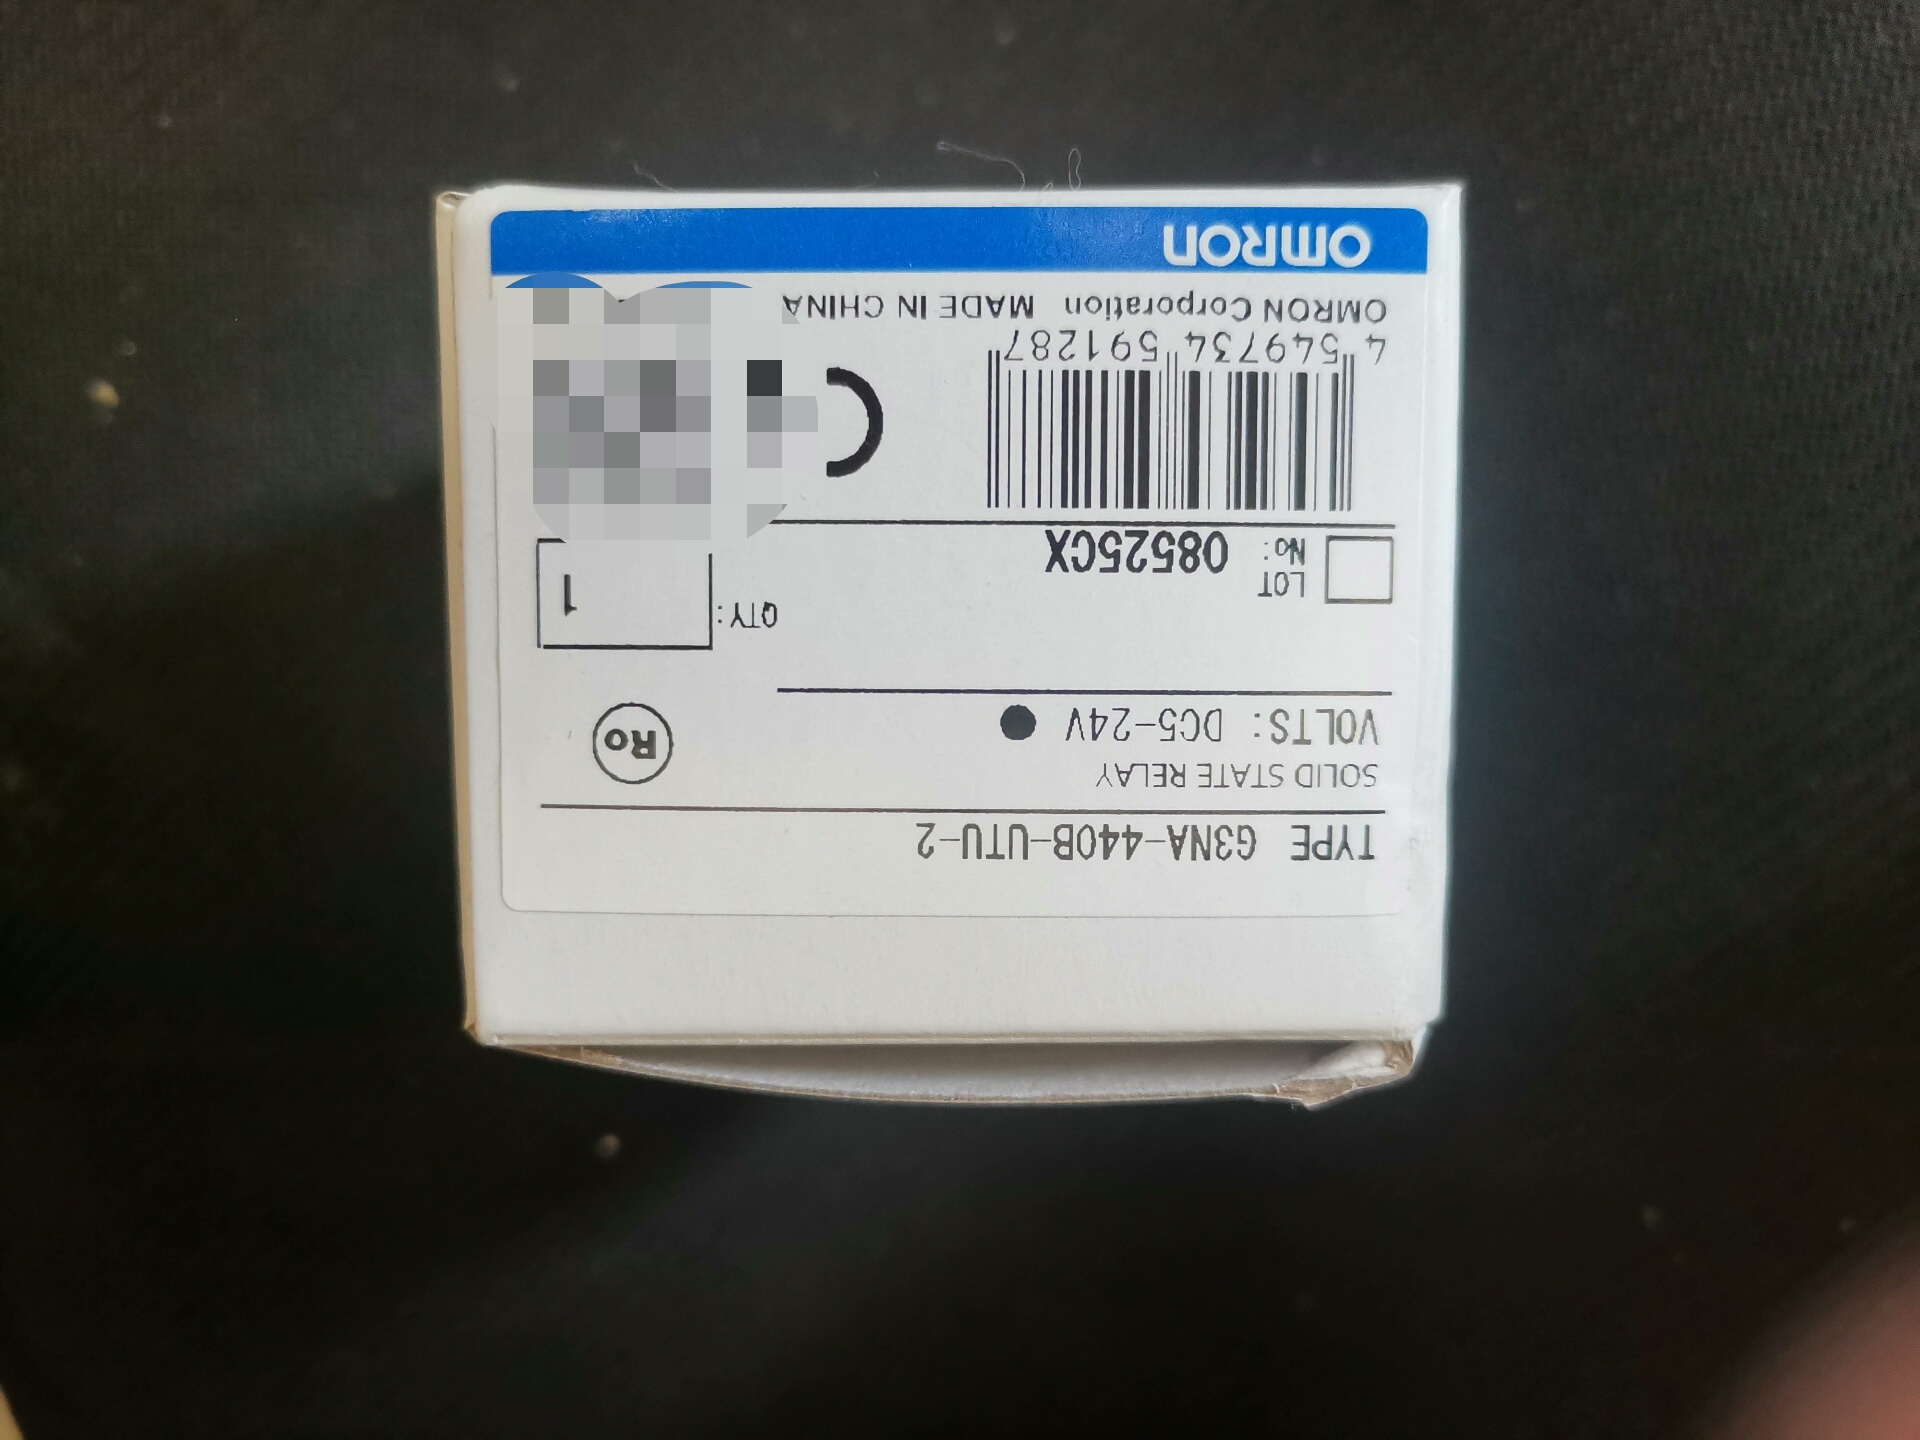 TYPE G3NA-440B-UTU-2
SOLID STATE RELAY
VOLTS: DC5-24V
Ro
QTY: 1
LOT No: 08525CX
4 549734 591287
OMRON Corporation MADE IN CHINA
OMRON